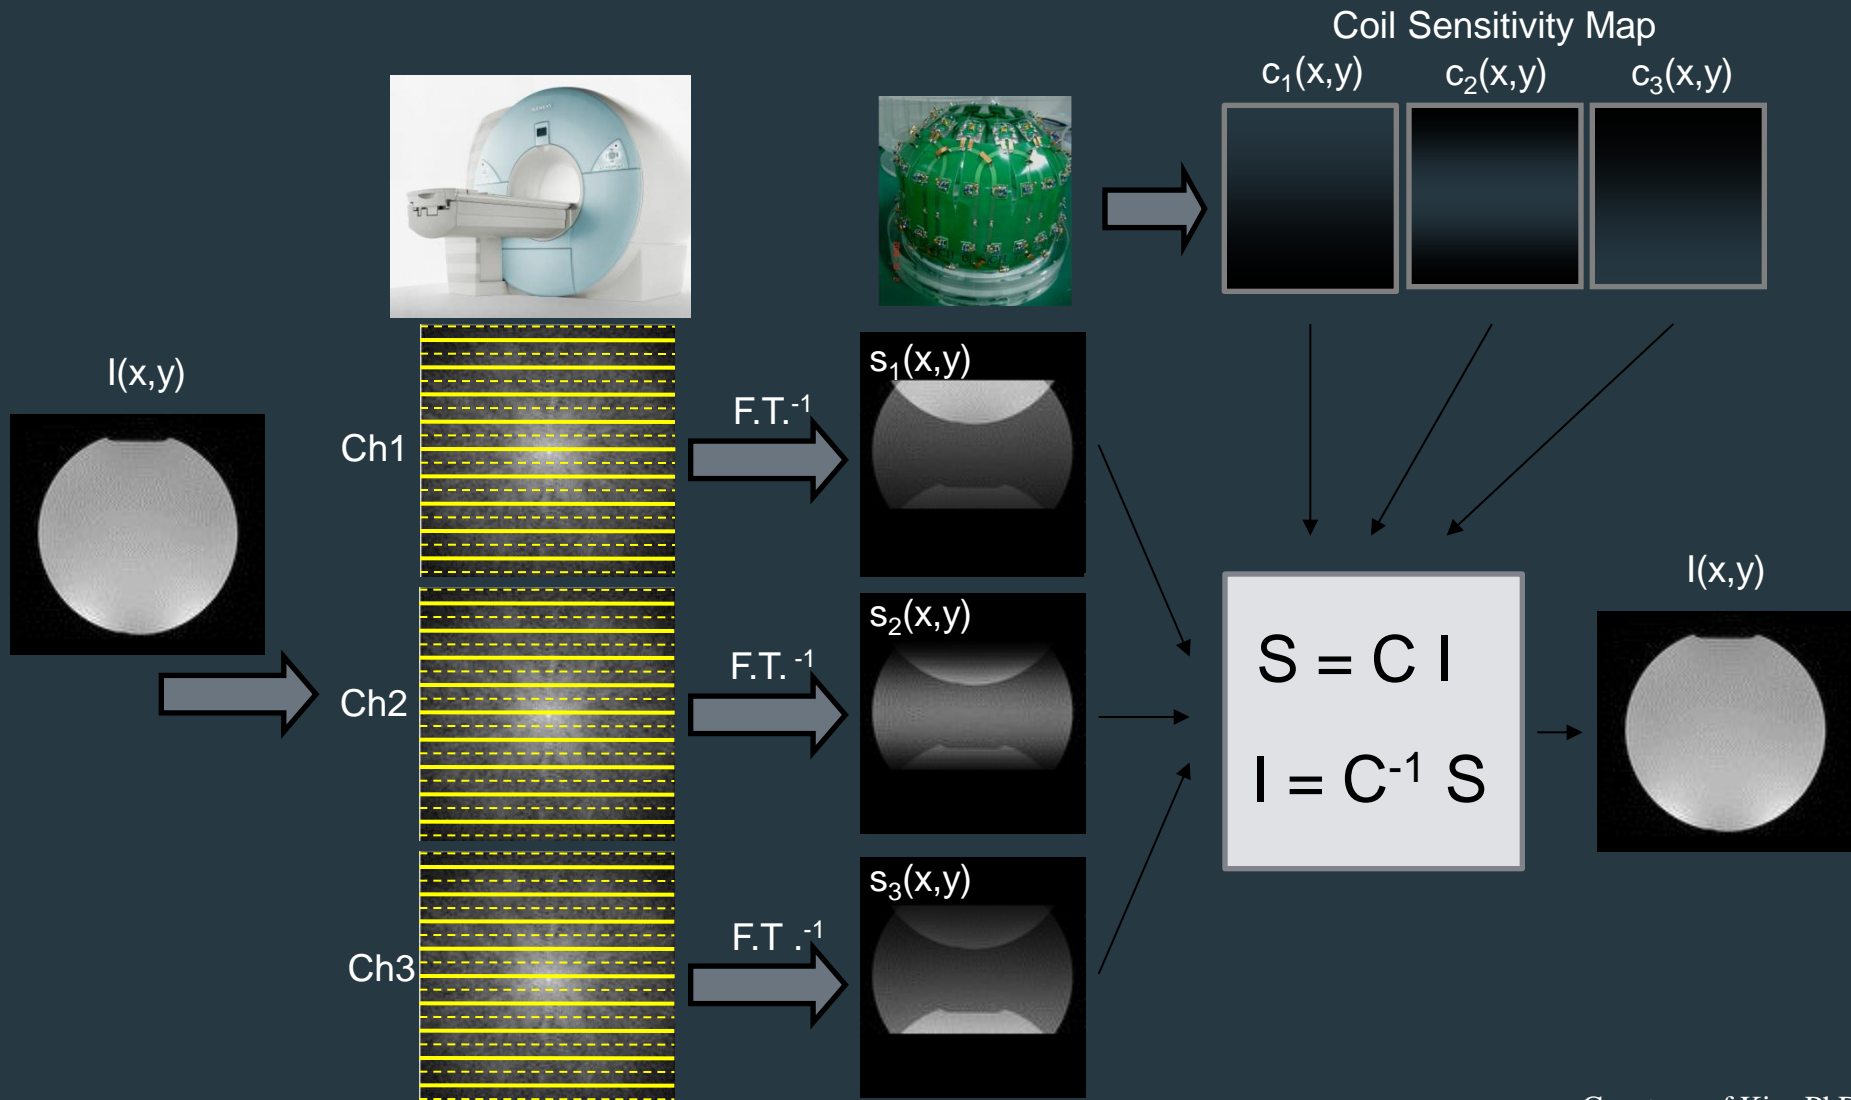 Coil Sensitivity Map
c₁(x,y) c₂(x,y) c₃(x,y)
I(x,y)
Ch1
F.T.⁻¹
s₁(x,y)
Ch2
F.T. ⁻¹
s₂(x,y)
S = C I
I = C⁻¹ S
I(x,y)
Ch3
F.T .⁻¹
s₃(x,y)